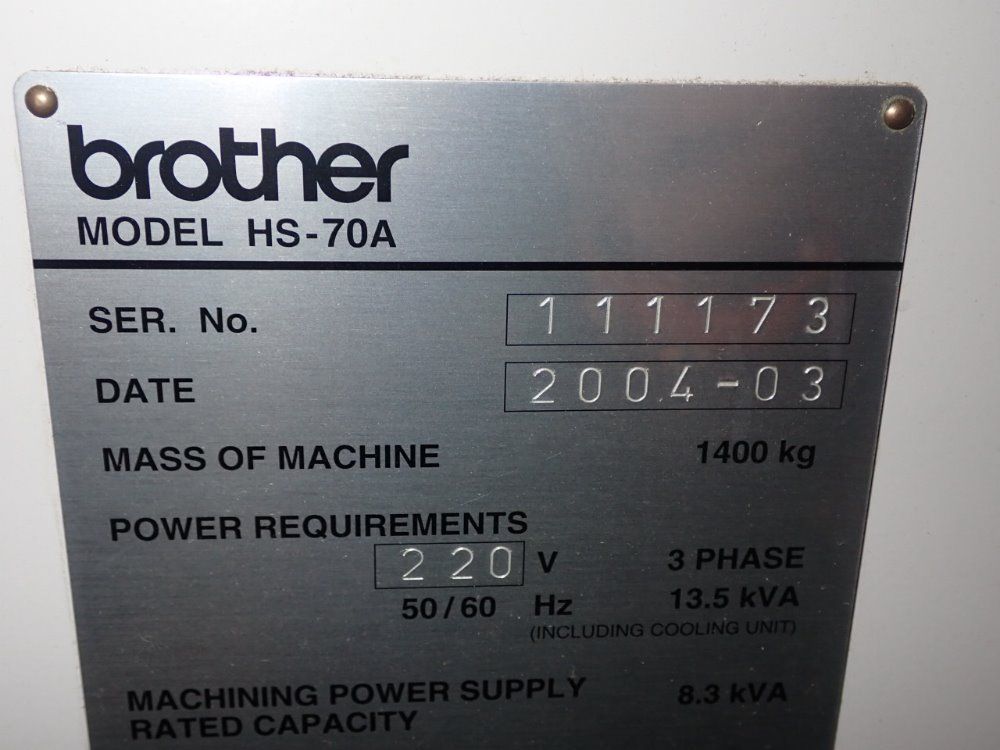 brother
MODEL HS-70A
SER. No. 111173
DATE 2004-03
MASS OF MACHINE 1400 kg
POWER REQUIREMENTS
220 V 3 PHASE
50/60 Hz 13.5 kVA
(INCLUDING COOLING UNIT)
MACHINING POWER SUPPLY 8.3 kVA
RATED CAPACITY